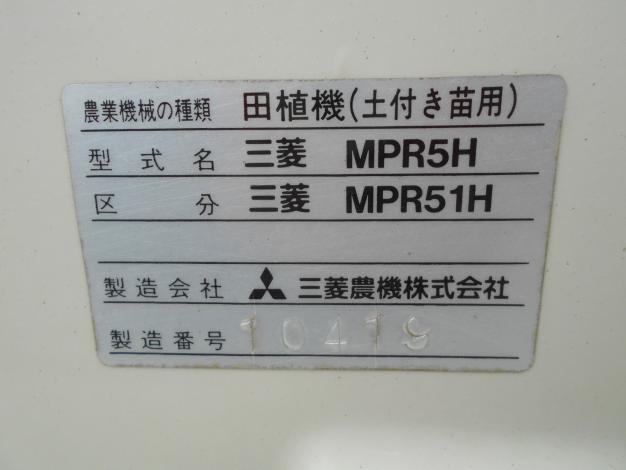 農業機械の種類 田植機(土付き苗用)
型式名 三菱 MPR5H
区分 三菱 MPR51H
製造会社 三菱農機株式会社
製造番号 10419